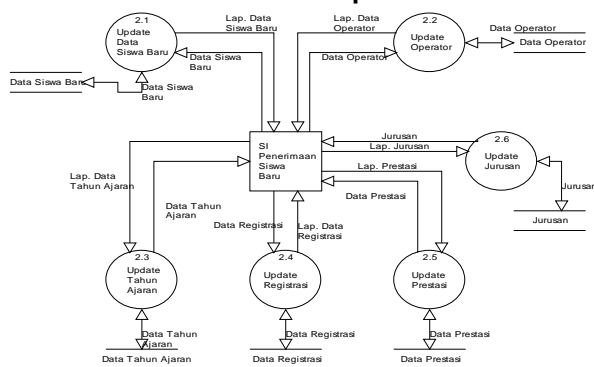 2.1
Update
Data
Siswa Baru
Lap. Data
Siswa Baru
Data Siswa
Baru
Data Siswa Baru
Data Siswa
Baru
Lap. Data
Operator
Data Operator
2.2
Update
Operator
Data Operator
Data Operator
SI
Penerimaan
Siswa
Baru
Jurusan
Lap. Jurusan
2.6
Update
Jurusan
Jurusan
Jurusan
Lap. Prestasi
Data Prestasi
Lap. Data
Tahun Ajaran
Data Tahun
Ajaran
Data Registrasi
Lap. Data
Registrasi
2.3
Update
Tahun
Ajaran
2.4
Update
Registrasi
2.5
Update
Prestasi
Data Tahun
Ajaran
Data Tahun Ajaran
Data Registrasi
Data Registrasi
Data Prestasi
Data Prestasi